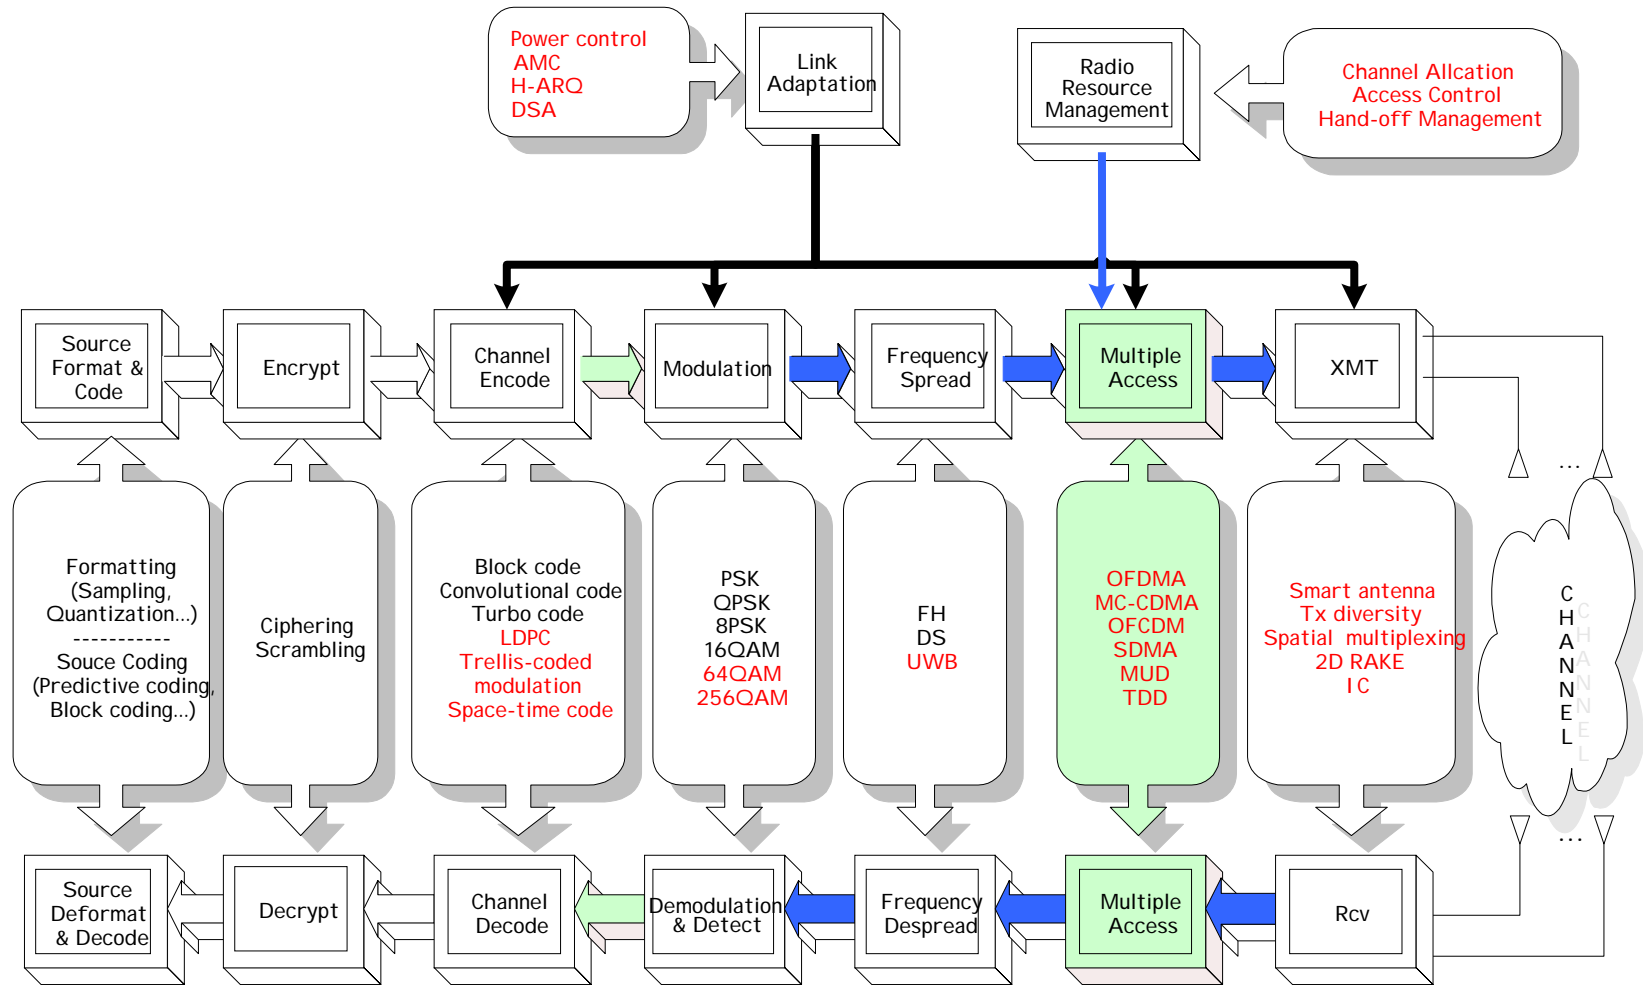 Power control
AMC
H-ARQ
DSA
Link
Adaptation
Radio
Resource
Management
Channel Allcation
Access Control
Hand-off Management
Source
Format &
Code
Encrypt
Channel
Encode
Modulation
Frequency
Spread
Multiple
Access
XMT
...
Formatting
(Sampling,
Quantization...)
-----------
Souce Coding
(Predictive coding,
Block coding...)
Ciphering
Scrambling
Block code
Convolutional code
Turbo code
LDPC
Trellis-coded
modulation
Space-time code
PSK
QPSK
8PSK
16QAM
64QAM
256QAM
FH
DS
UWB
OFDMA
MC-CDMA
OFCDM
SDMA
MUD
TDD
Smart antenna
Tx diversity
Spatial multiplexing
2D RAKE
IC
CHANNEL
...
Source
Deformat
& Decode
Decrypt
Channel
Decode
Demodulation
& Detect
Frequency
Despread
Multiple
Access
Rcv